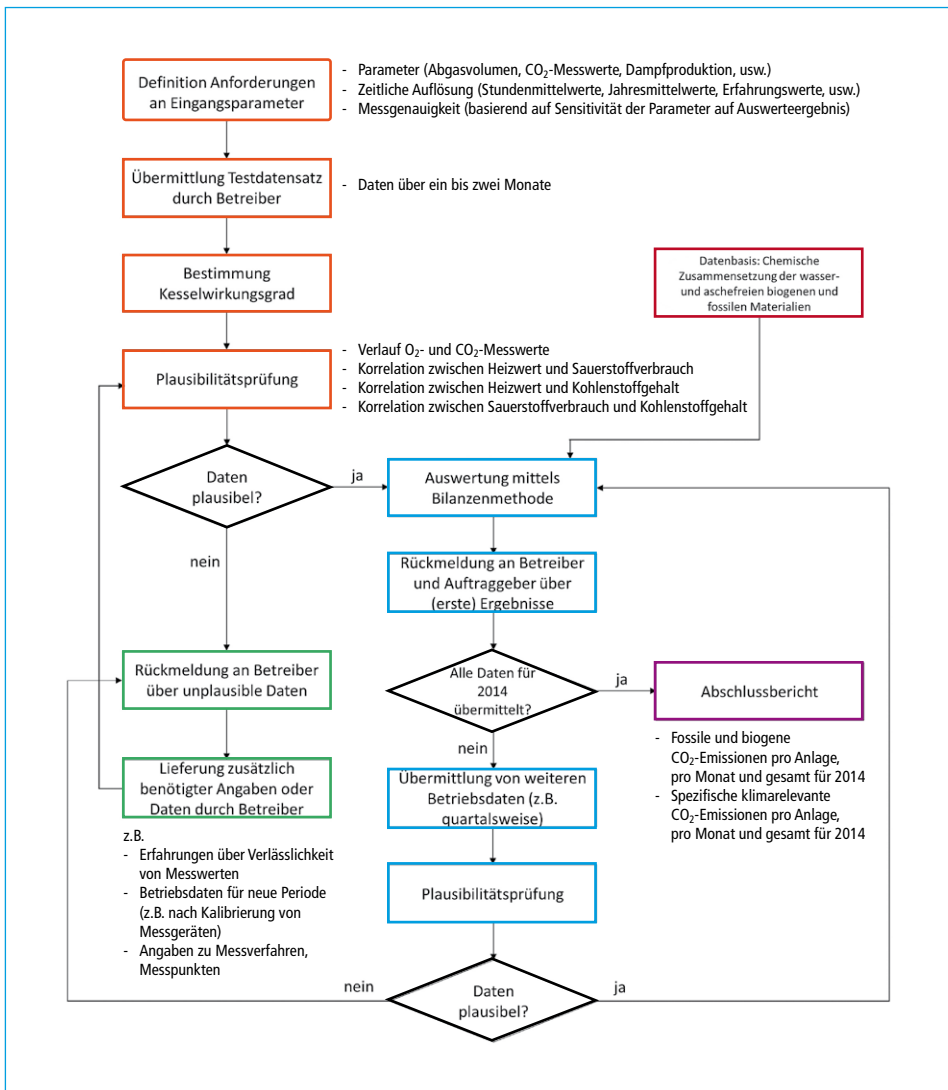 Definition Anforderungen
an Eingangsparameter
- Parameter (Abgasvolumen, CO₂-Messwerte, Dampfproduktion, usw.)
- Zeitliche Auflösung (Stundenmittelwerte, Jahresmittelwerte, Erfahrungswerte, usw.)
- Messgenauigkeit (basierend auf Sensitivität der Parameter auf Auswerteergebnis)
Übermittlung Testdatensatz
durch Betreiber
- Daten über ein bis zwei Monate
Bestimmung
Kesselwirkungsgrad
Datenbasis: Chemische
Zusammensetzung der wasser-
und aschefreien biogenen und
fossilen Materialien
Plausibilitätsprüfung
- Verlauf O₂- und CO₂-Messwerte
- Korrelation zwischen Heizwert und Sauerstoffverbrauch
- Korrelation zwischen Heizwert und Kohlenstoffgehalt
- Korrelation zwischen Sauerstoffverbrauch und Kohlenstoffgehalt
Daten
plausibel?
ja
nein
Auswertung mittels
Bilanzenmethode
Rückmeldung an Betreiber
und Auftraggeber über
(erste) Ergebnisse
Rückmeldung an Betreiber
über unplausible Daten
Lieferung zusätzlich
benötigter Angaben oder
Daten durch Betreiber
z.B.
- Erfahrungen über Verlässlichkeit
von Messwerten
- Betriebsdaten für neue Periode
(z.B. nach Kalibrierung von
Messgeräten)
- Angaben zu Messverfahren,
Messpunkten
Alle Daten für
2014
übermittelt?
ja
nein
Abschlussbericht
- Fossile und biogene
CO₂-Emissionen pro Anlage,
pro Monat und gesamt für 2014
- Spezifische klimarelevante
CO₂-Emissionen pro Anlage,
pro Monat und gesamt für 2014
Übermittlung von weiteren
Betriebsdaten (z.B.
quartalsweise)
Plausibilitätsprüfung
Daten
plausibel?
nein
ja